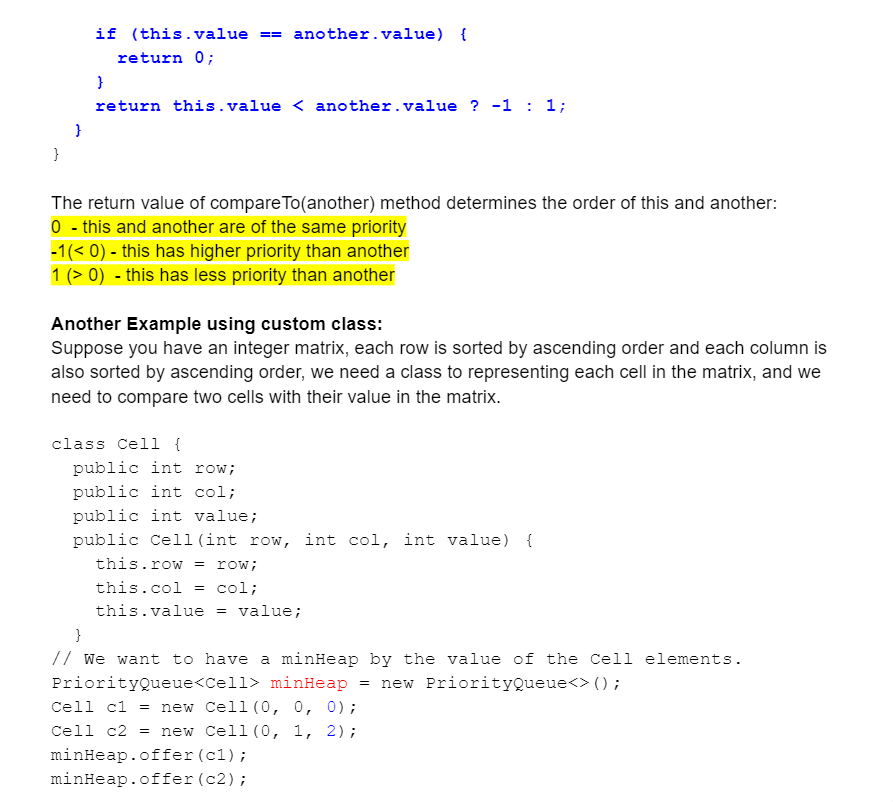 if (this.value == another.value) {
return 0;
}
return this.value < another.value ? -1 : 1;
}
}
The return value of compareTo(another) method determines the order of this and another:
0 - this and another are of the same priority
-1(< 0) - this has higher priority than another
1 (> 0) - this has less priority than another
Another Example using custom class:
Suppose you have an integer matrix, each row is sorted by ascending order and each column is
also sorted by ascending order, we need a class to representing each cell in the matrix, and we
need to compare two cells with their value in the matrix.
class Cell {
public int row;
public int col;
public int value;
public Cell(int row, int col, int value) {
this.row = row;
this.col = col;
this.value = value;
}
// We want to have a minHeap by the value of the Cell elements.
PriorityQueue<Cell> minHeap = new PriorityQueue<>();
Cell c1 = new Cell(0, 0, 0);
Cell c2 = new Cell(0, 1, 2);
minHeap.offer(c1);
minHeap.offer(c2);